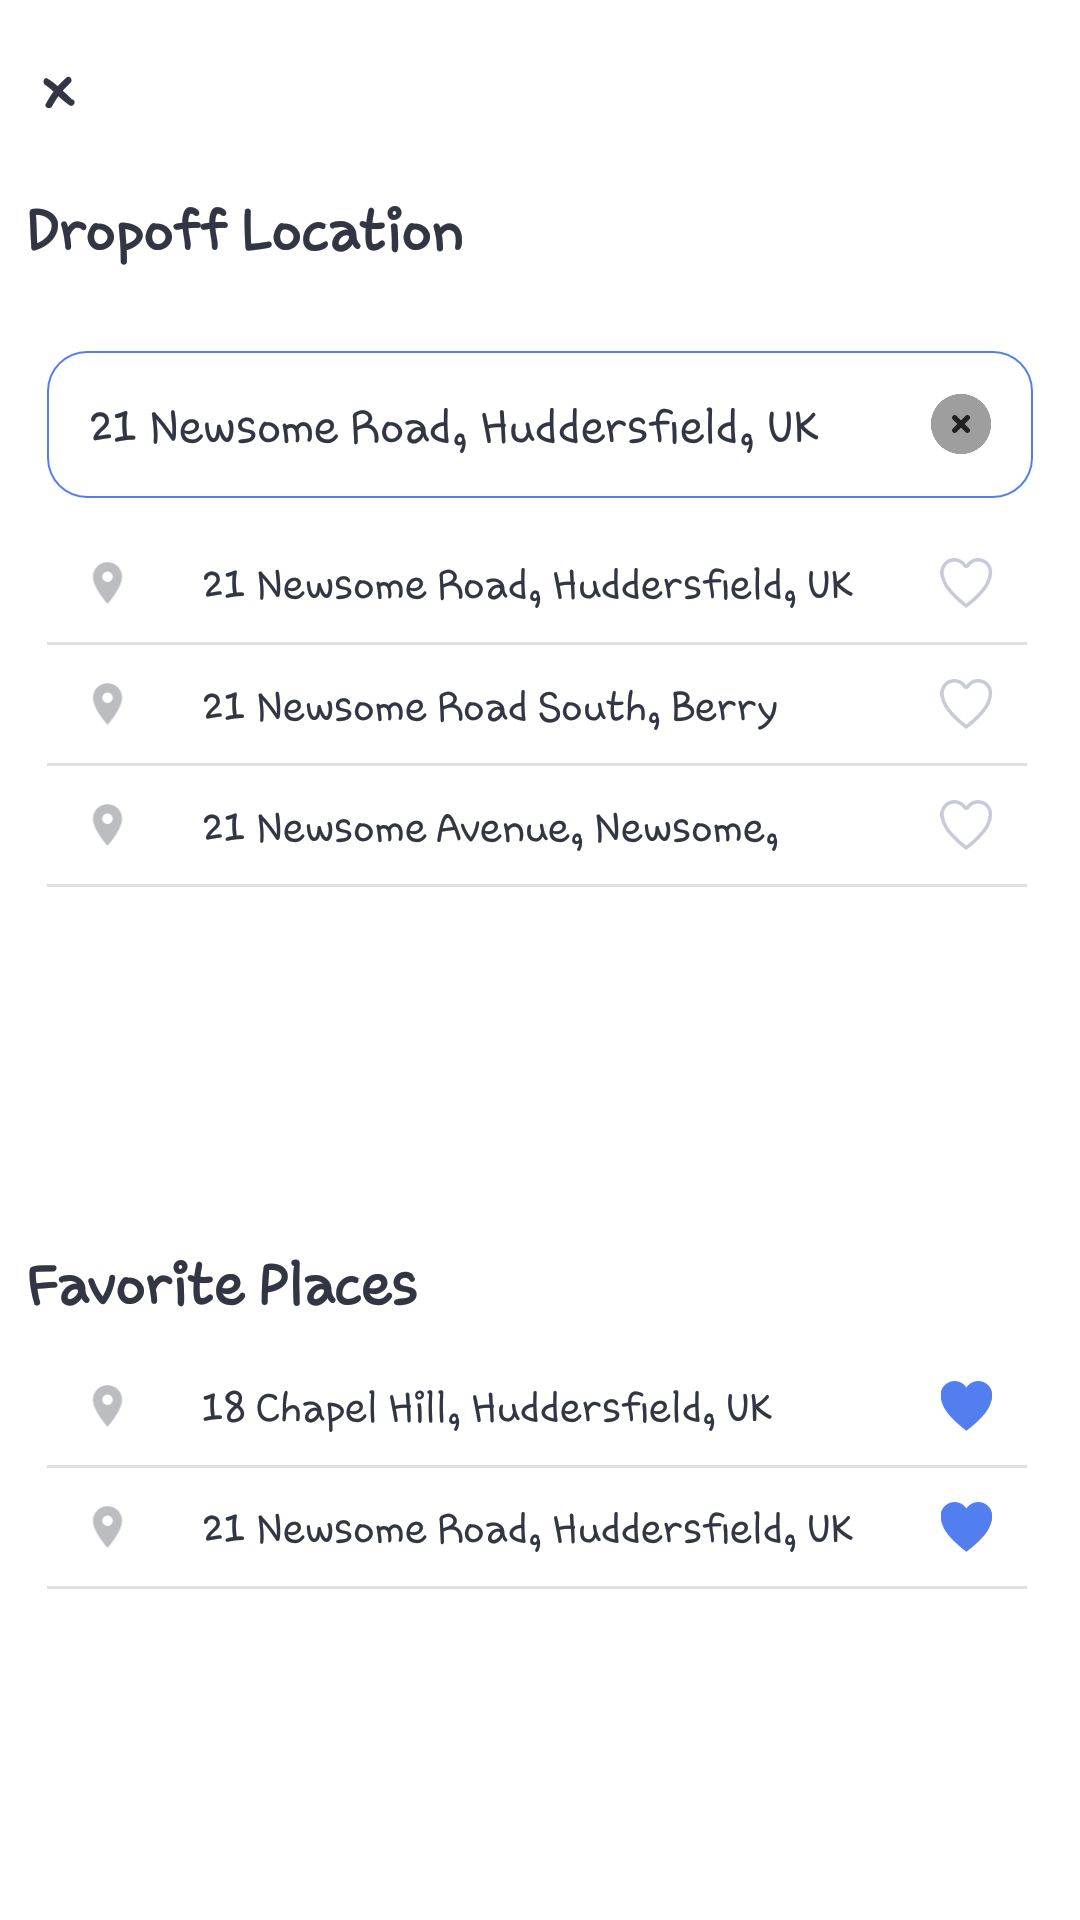 Dropoff Location
21 Newsome Road, Huddersfield, UK
21 Newsome Road, Huddersfield, UK
21 Newsome Road South, Berry
21 Newsome Avenue, Newsome,
Favorite Places
18 Chapel Hill, Huddersfield, UK
21 Newsome Road, Huddersfield, UK